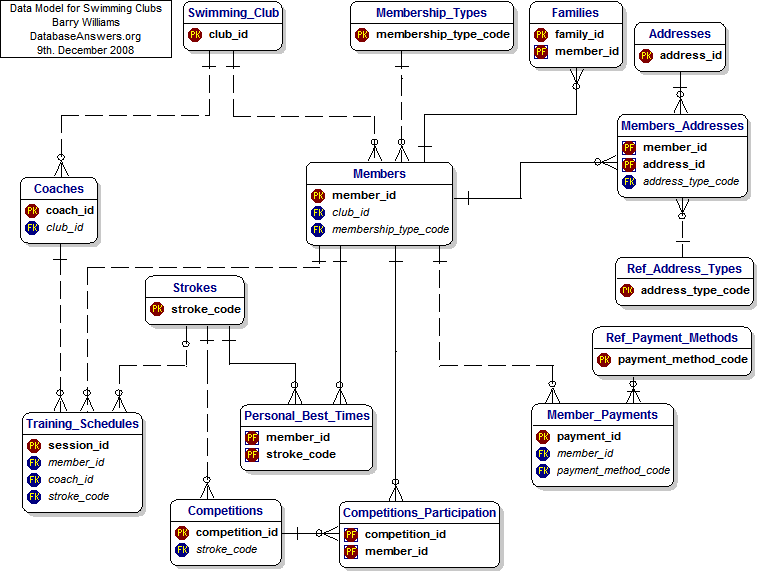 Data Model for Swimming Clubs
Barry Williams
DatabaseAnswers.org
9th. December 2008
Swimming_Club
PK club_id
Membership_Types
PK membership_type_code
Families
PK family_id
PF member_id
Addresses
PK address_id
Members_Addresses
PF member_id
PF address_id
FK address_type_code
Members
PK member_id
FK club_id
FK membership_type_code
Coaches
PK coach_id
FK club_id
Ref_Address_Types
PK address_type_code
Strokes
PK stroke_code
Ref_Payment_Methods
PK payment_method_code
Training_Schedules
PK session_id
FK member_id
FK coach_id
FK stroke_code
Personal_Best_Times
PF member_id
PF stroke_code
Member_Payments
PK payment_id
FK member_id
FK payment_method_code
Competitions
PK competition_id
FK stroke_code
Competitions_Participation
PF competition_id
PF member_id